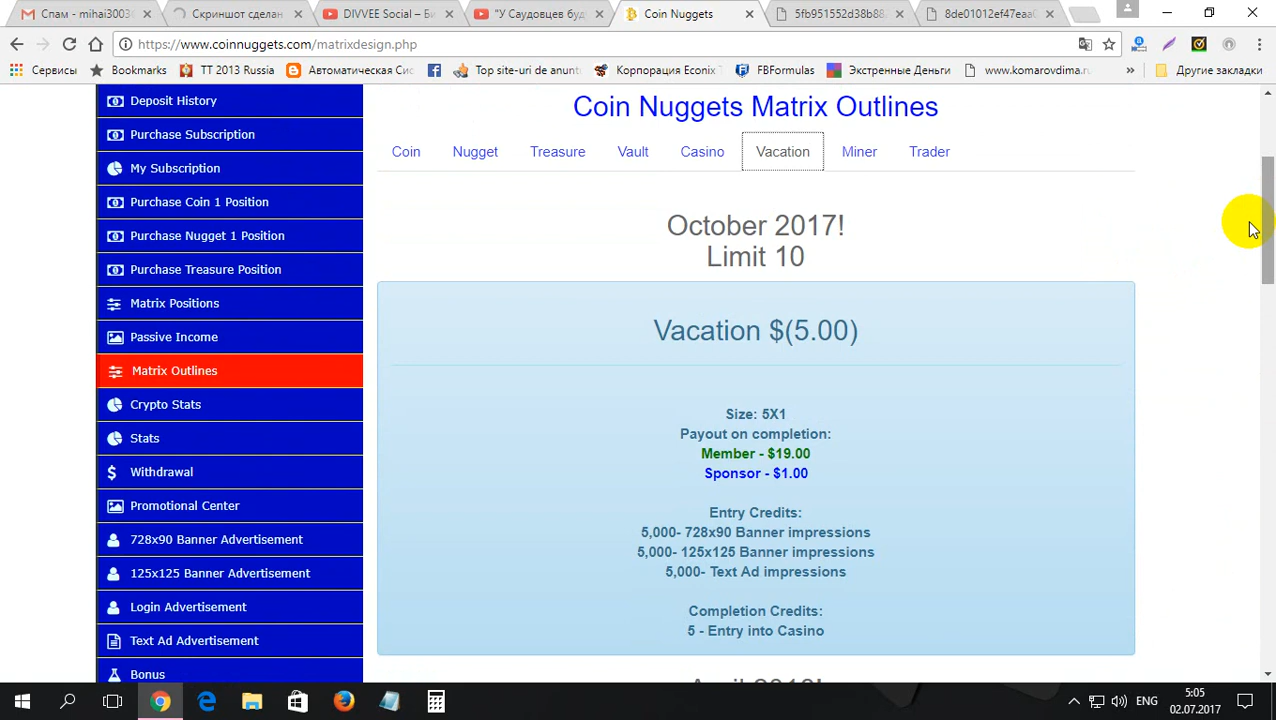 Спам - mihai3003
Скриншот сделан
DIVVEE Social – Би
"У Саудовцев буд
Coin Nuggets
5fb951552d38b88
8de01012ef47eaa0
https://www.coinnuggets.com/matrixdesign.php
Сервисы
Bookmarks
TT 2013 Russia
Автоматическая Сис
Top site-uri de anunt
Корпорация Econix
FBFormulas
Экстренные Деньги
www.komarovdima.ru
Другие закладки
Deposit History
Purchase Subscription
My Subscription
Purchase Coin 1 Position
Purchase Nugget 1 Position
Purchase Treasure Position
Matrix Positions
Passive Income
Matrix Outlines
Crypto Stats
Stats
Withdrawal
Promotional Center
728x90 Banner Advertisement
125x125 Banner Advertisement
Login Advertisement
Text Ad Advertisement
Bonus
Coin Nuggets Matrix Outlines
Coin Nugget Treasure Vault Casino Vacation Miner Trader
October 2017!
Limit 10
Vacation $(5.00)
Size: 5X1
Payout on completion:
Member - $19.00
Sponsor - $1.00
Entry Credits:
5,000- 728x90 Banner impressions
5,000- 125x125 Banner impressions
5,000- Text Ad impressions
Completion Credits:
5 - Entry into Casino
ENG
5:05
02.07.2017